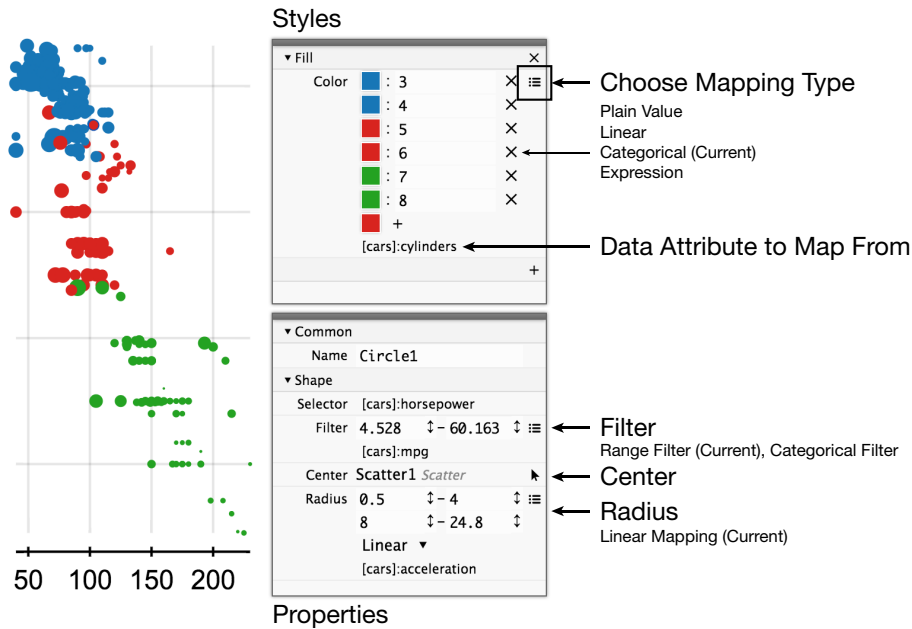 Styles
▼ Fill ×
Color : 3 ×
: 4 ×
: 5 ×
: 6 ×
: 7 ×
: 8 ×
+
[cars]:cylinders
+
Choose Mapping Type
Plain Value
Linear
Categorical (Current)
Expression
Data Attribute to Map From
▼ Common
Name Circle1
▼ Shape
Selector [cars]:horsepower
Filter 4.528 – 60.163
[cars]:mpg
Center Scatter1 Scatter
Radius 0.5 – 4
8 – 24.8
Linear ▼
[cars]:acceleration
Filter
Range Filter (Current), Categorical Filter
Center
Radius
Linear Mapping (Current)
50 100 150 200
Properties